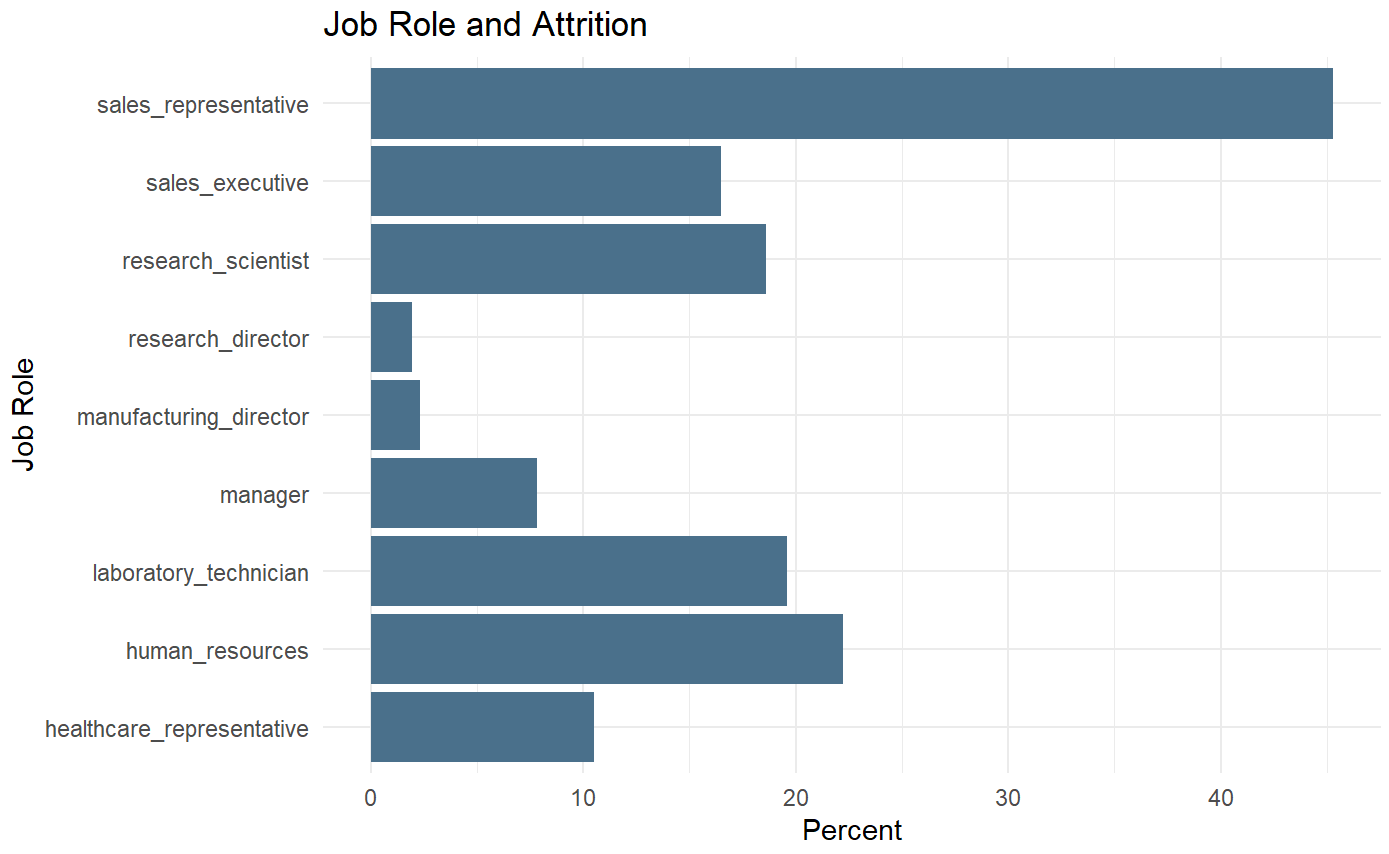 Job Role and Attrition
Job Role
sales_representative
sales_executive
research_scientist
research_director
manufacturing_director
manager
laboratory_technician
human_resources
healthcare_representative
0 10 20 30 40
Percent